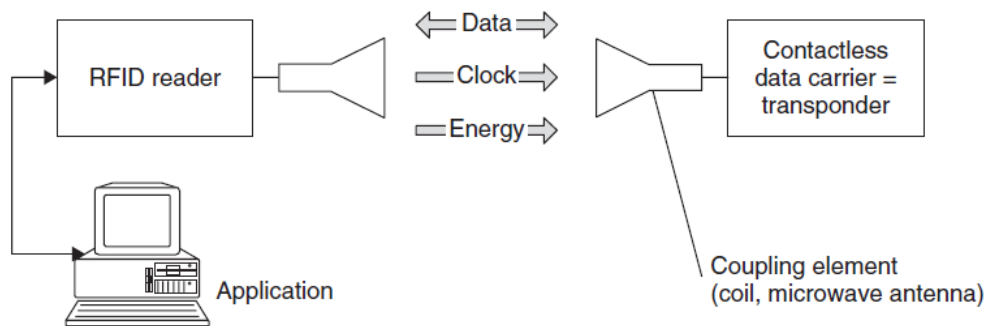 RFID reader
Data
Clock
Energy
Contactless
data carrier =
transponder
Application
Coupling element
(coil, microwave antenna)